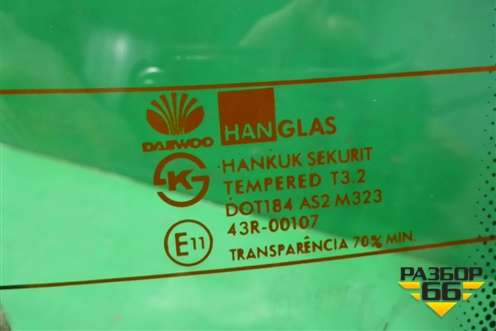 DAEWOO HANGLAS
HANKUK SEKURIT
TEMPERED T3.2
DOT184 AS2 M323
43R-00107
E11
TRANSPARÊNCIA 70% MIN.
РАЗБОР
66